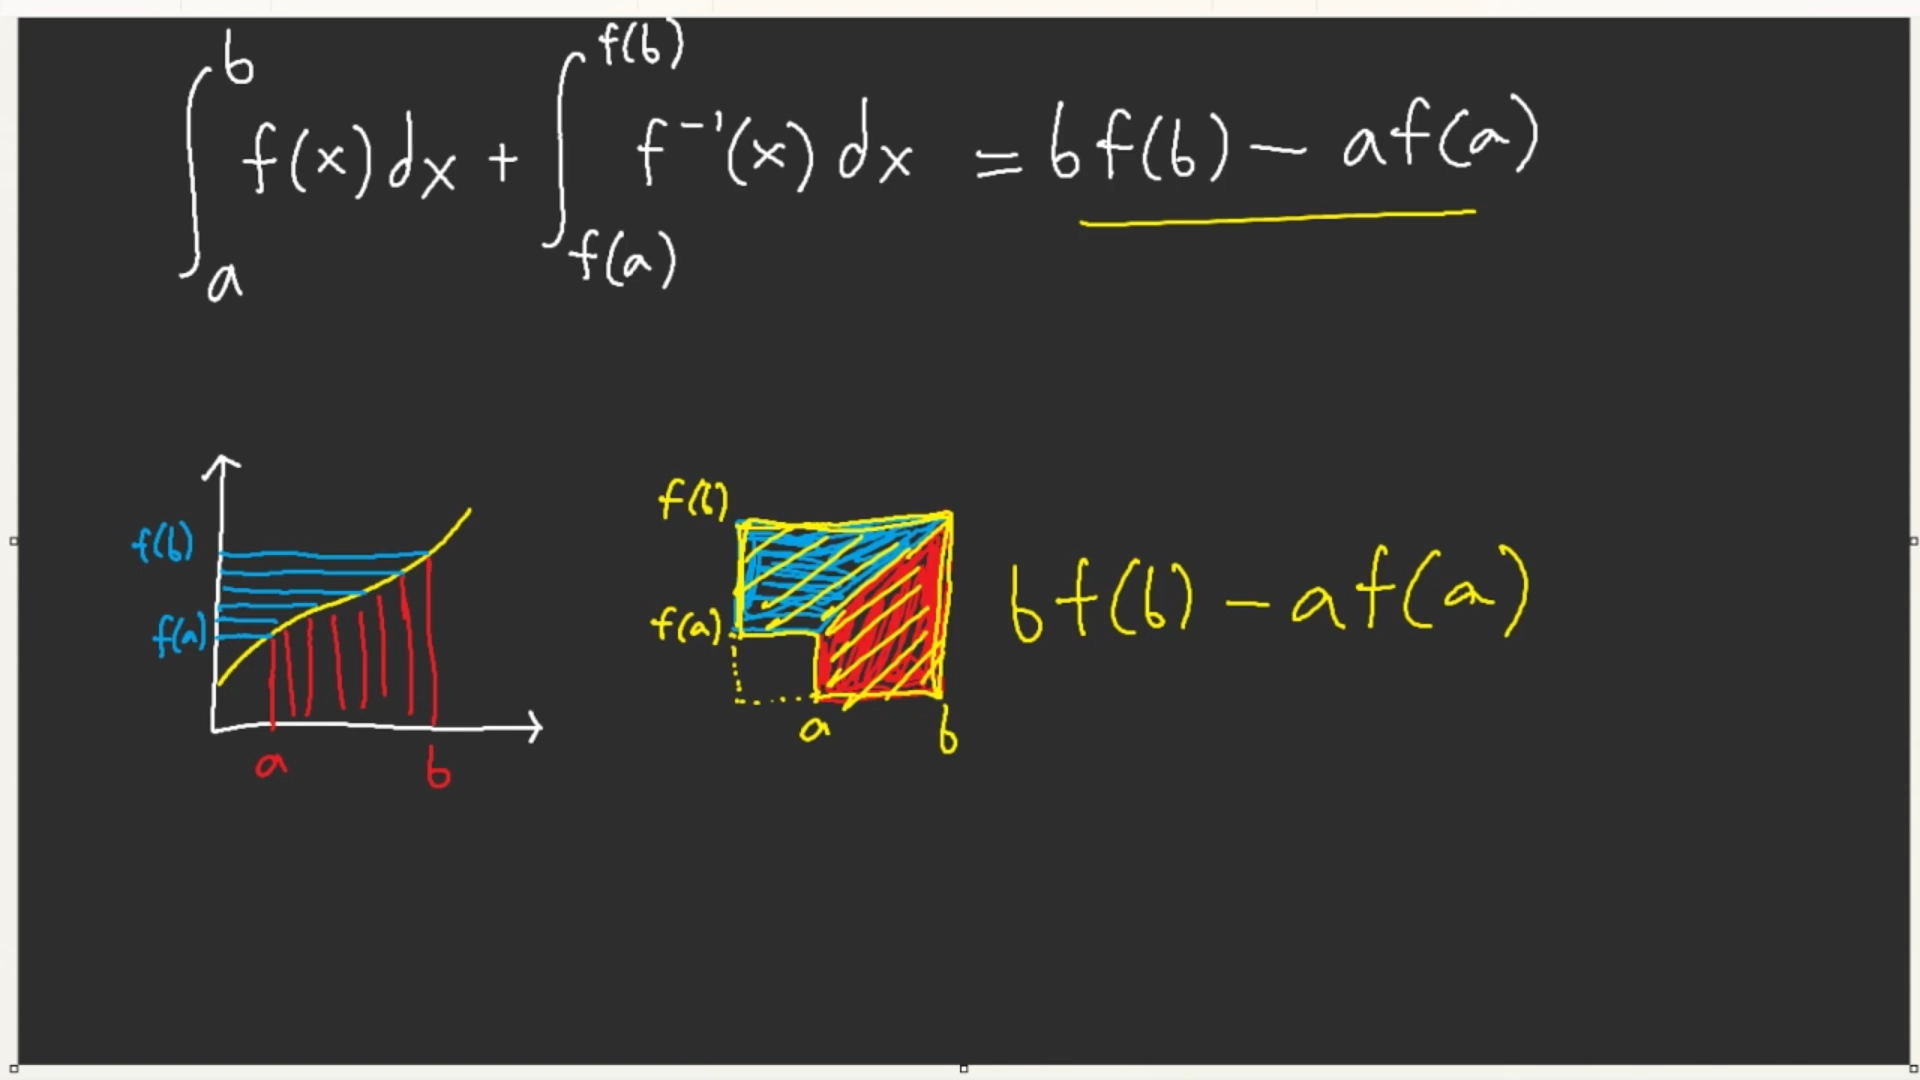 ∫_a^b f(x) dx + ∫_{f(a)}^{f(b)} f⁻¹(x) dx = bf(b) − af(a)
f(b)
f(a)
a b
f(b)
f(a)
a b
bf(b) − af(a)